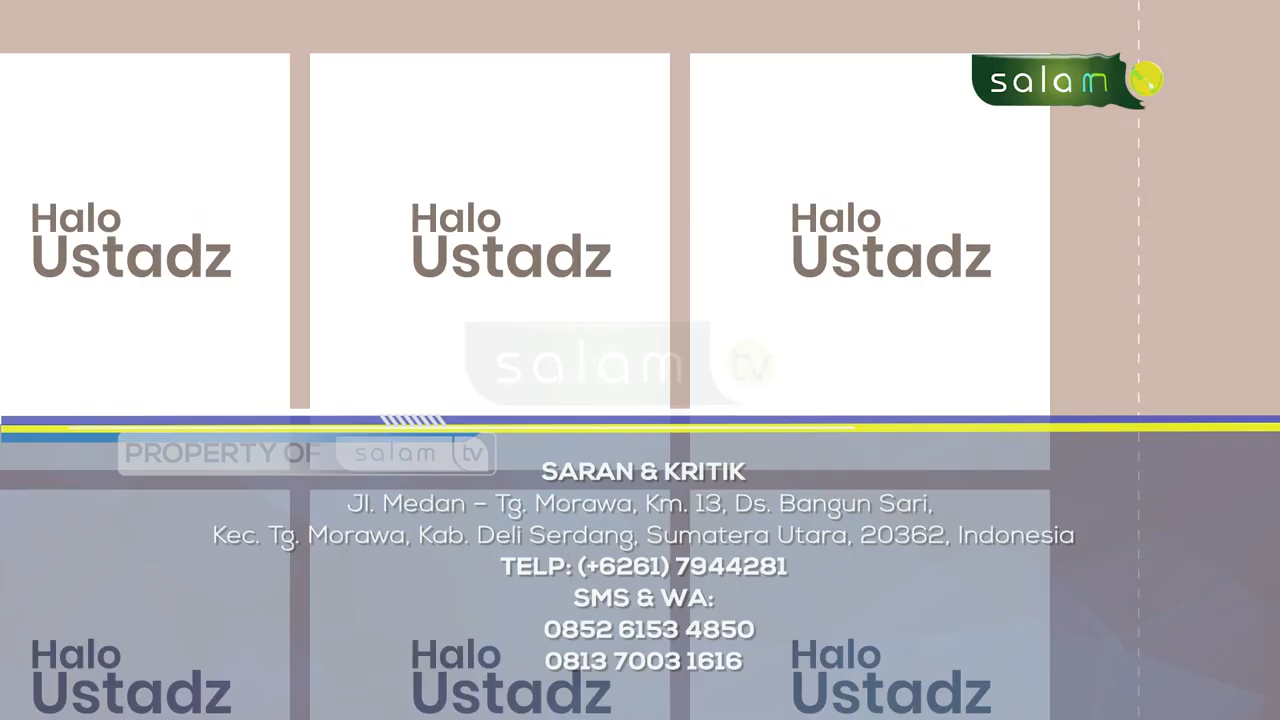 salam
Halo
Ustadz
Halo
Ustadz
Halo
Ustadz
salam tv
PROPERTY OF salam tv
SARAN & KRITIK
Jl. Medan – Tg. Morawa, Km. 13, Ds. Bangun Sari,
Kec. Tg. Morawa, Kab. Deli Serdang, Sumatera Utara, 20362, Indonesia
TELP: (+6261) 7944281
SMS & WA:
0852 6153 4850
0813 7003 1616
Halo
Ustadz
Halo
Ustadz
Halo
Ustadz